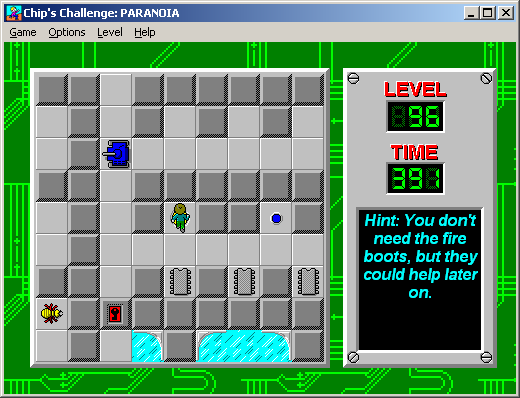 Chip's Challenge: PARANOIA
Game Options Level Help
LEVEL
96
TIME
391
Hint: You don't
need the fire
boots, but they
could help later
on.